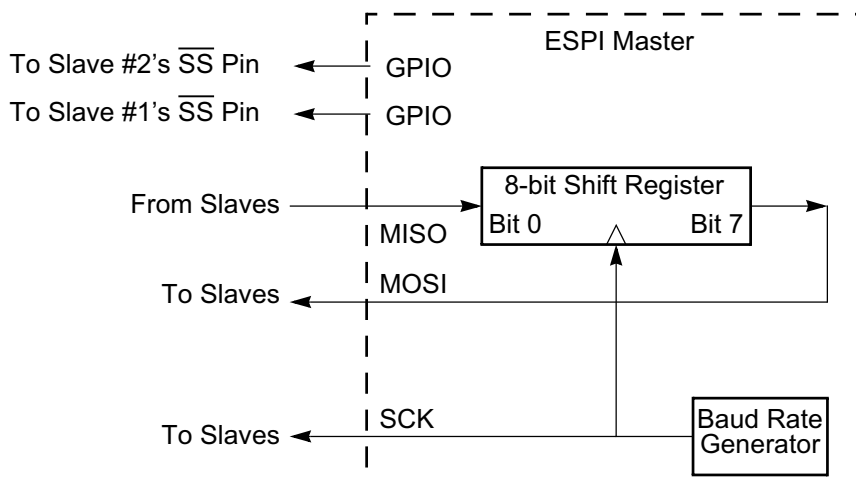 ESPI Master
To Slave #2's SS Pin
GPIO
To Slave #1's SS Pin
GPIO
8-bit Shift Register
Bit 0
Bit 7
From Slaves
MISO
MOSI
To Slaves
SCK
To Slaves
Baud Rate
Generator